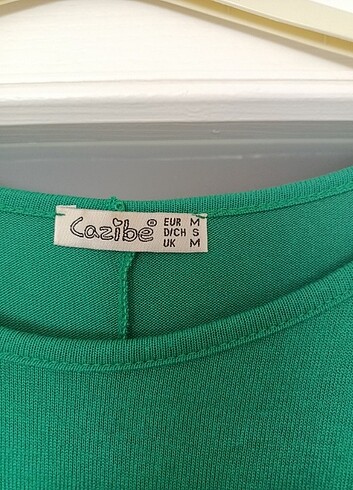 Cazibe®
EUR M
D/CH S
UK M